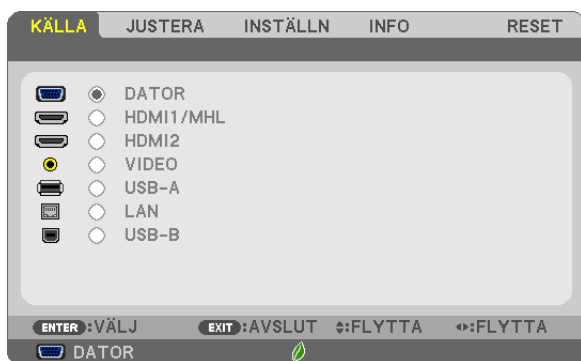 KÄLLA JUSTERA INSTÄLLN INFO RESET
DATOR
HDMI1/MHL
HDMI2
VIDEO
USB-A
LAN
USB-B
ENTER:VÄLJ EXIT:AVSLUT :FLYTTA :FLYTTA
DATOR